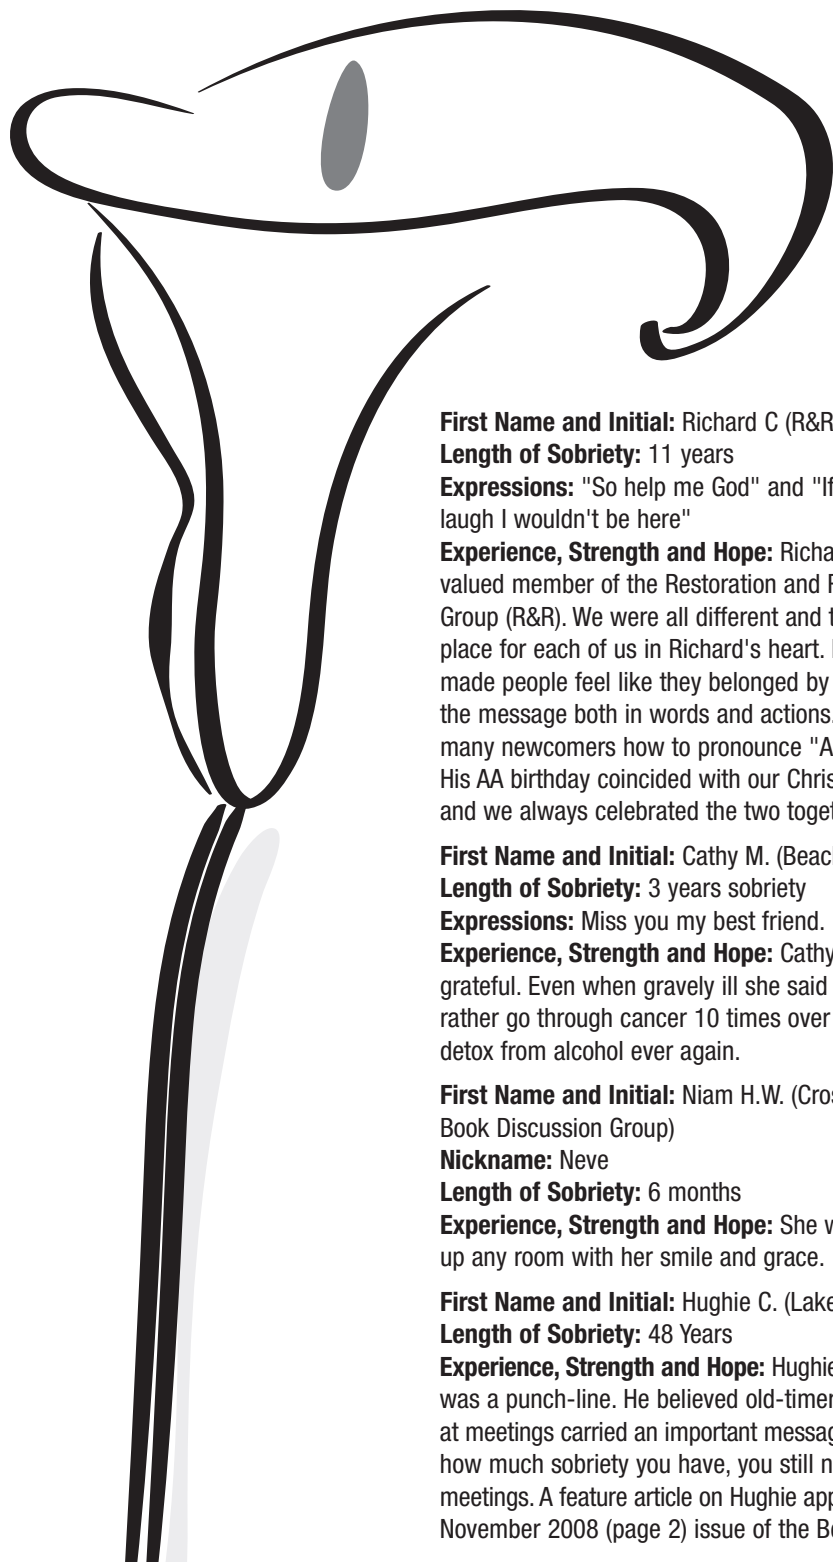 First Name and Initial: Richard C (R&R
Length of Sobriety: 11 years
Expressions: "So help me God" and "If
laugh I wouldn't be here"
Experience, Strength and Hope:
valued member of the Restoration and
Group (R&R). We were all different and
place for each of us in Richard's heart.
made people feel like they belonged by
the message both in words and actions.
many newcomers how to pronounce "A
His AA birthday coincided with our
and we always celebrated the two
First Name and Initial: Cathy M.
Length of Sobriety: 3 years sobriety
Expressions: Miss you my best friend.
Experience, Strength and Hope: Cathy
grateful. Even when gravely ill she said
rather go through cancer 10 times over
detox from alcohol ever again.
First Name and Initial: Niam H.W.
Book Discussion Group)
Nickname: Neve
Length of Sobriety: 6 months
Experience, Strength and Hope: She
up any room with her smile and grace.
First Name and Initial: Hughie C. (Lake
Length of Sobriety: 48 Years
Experience, Strength and Hope: Hughie
was a punch-line. He believed old-timer
at meetings carried an important
how much sobriety you have, you still
meetings. A feature article on Hughie
November 2008 (page 2) issue of the